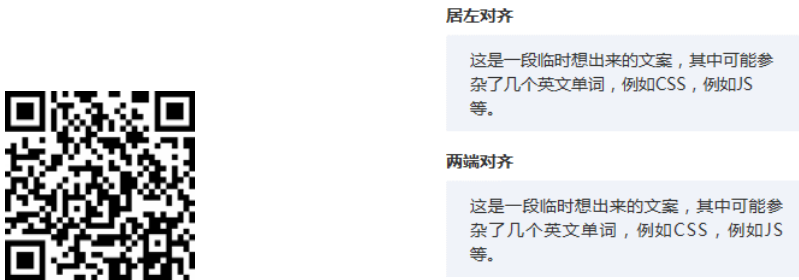 居左对齐
这是一段临时想出来的文案，其中可能参
杂了几个英文单词，例如CSS，例如JS
等。
两端对齐
这是一段临时想出来的文案，其中可能参
杂了几个英文单词，例如CSS，例如JS
等。